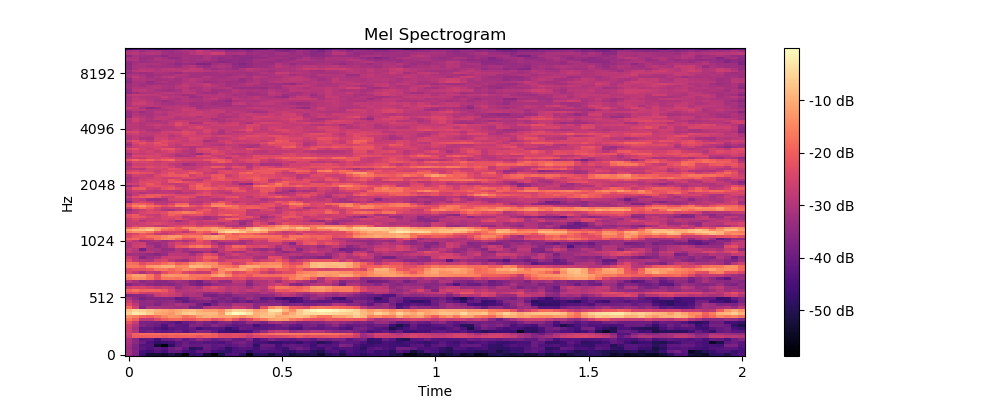 Mel Spectrogram
Hz
8192
4096
2048
1024
512
0
0 0.5 1 1.5 2
Time
-10 dB
-20 dB
-30 dB
-40 dB
-50 dB